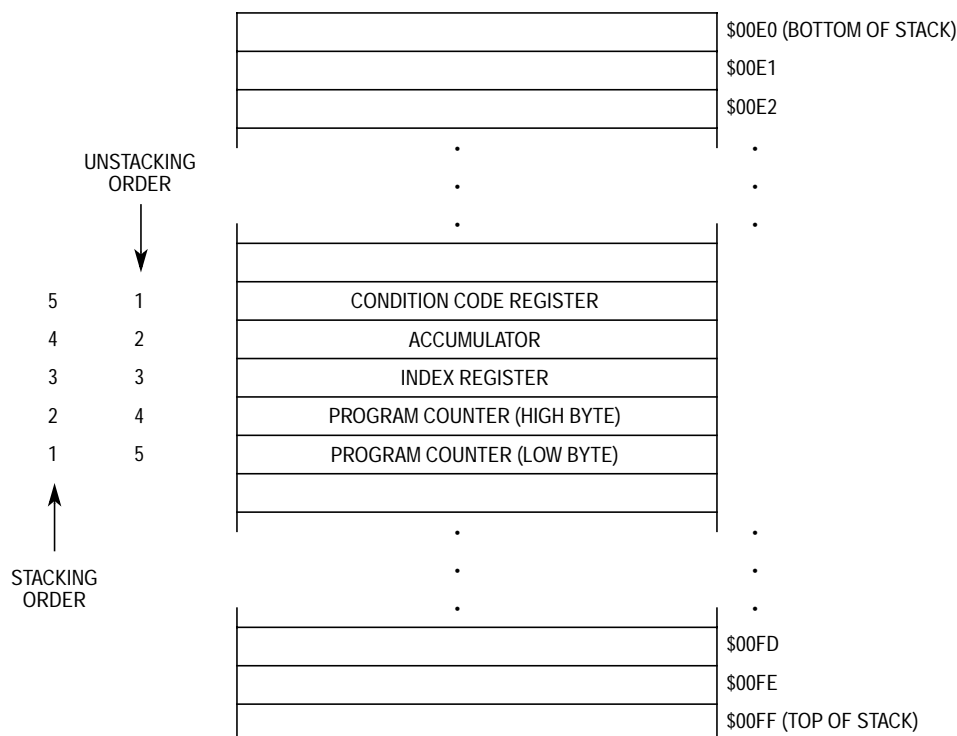 $00E0 (BOTTOM OF STACK)
$00E1
$00E2
UNSTACKING
ORDER
5 1 CONDITION CODE REGISTER
4 2 ACCUMULATOR
3 3 INDEX REGISTER
2 4 PROGRAM COUNTER (HIGH BYTE)
1 5 PROGRAM COUNTER (LOW BYTE)
STACKING
ORDER
$00FD
$00FE
$00FF (TOP OF STACK)